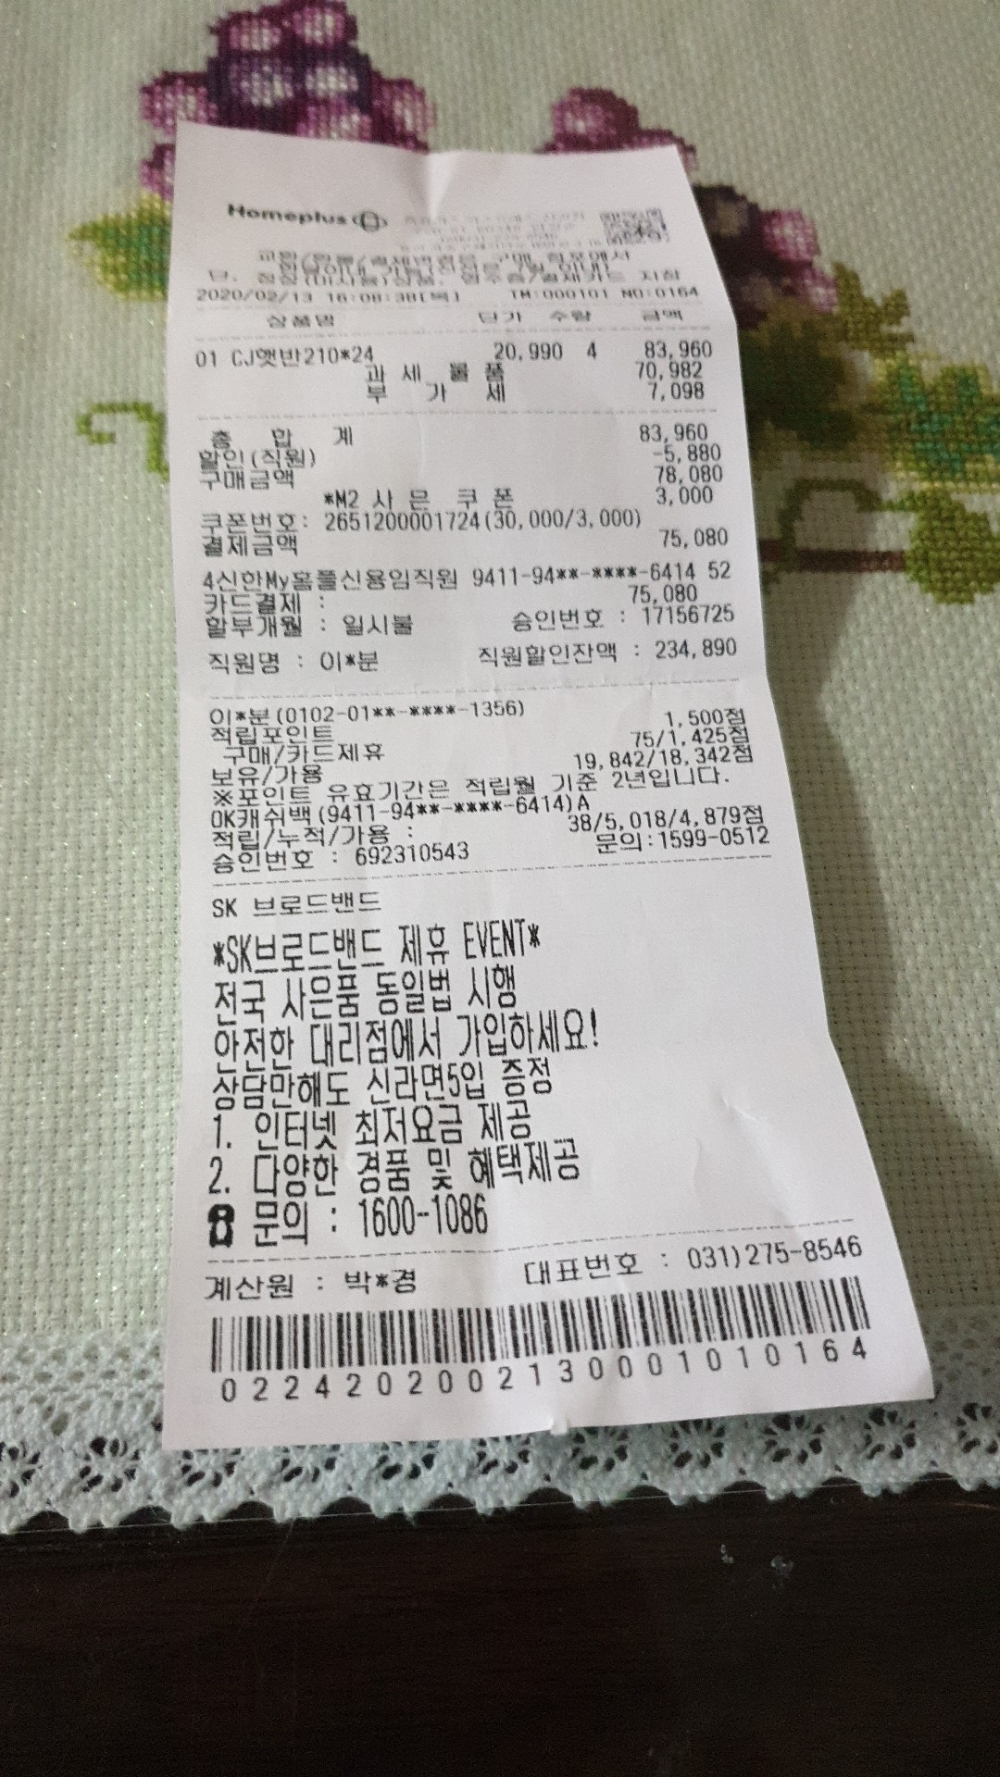 Homeplus
교환/환불/결제변경은 구매 점포에서
단, 정상(미사용)상품, 영수증/결제카드 지참
2020/02/13 16:08:38(목) TM:000101 NO:0164
상품명 단가 수량 금액
01 CJ햇반210*24 20,990 4 83,960
과 세 물 품 70,982
부 가 세 7,098
총 합 계 83,960
할인(직원) -5,880
구매금액 78,080
*M2 사 은 쿠 폰 3,000
쿠폰번호: 2651200001724(30,000/3,000)
결제금액 75,080
4신한My홈플신용임직원 9411-94**-****-6414 52
카드결제 : 75,080
할부개월 : 일시불 승인번호 : 17156725
직원명 : 이*분 직원할인잔액 : 234,890
이*분(0102-01**-****-1356)
적립포인트 1,500점
구매/카드제휴 75/1,425점
보유/가용 19,842/18,342점
※포인트 유효기간은 적립월 기준 2년입니다.
OK캐쉬백(9411-94**-****-6414)A
적립/누적/가용 : 38/5,018/4,879점
승인번호 : 692310543 문의:1599-0512
SK 브로드밴드
*SK브로드밴드 제휴 EVENT*
전국 사은품 동일법 시행
안전한 대리점에서 가입하세요!
상담만해도 신라면5입 증정
1. 인터넷 최저요금 제공
2. 다양한 경품 및 혜택제공
문의 : 1600-1086
계산원 : 박*경 대표번호 : 031)275-8546
0224202002130001010164